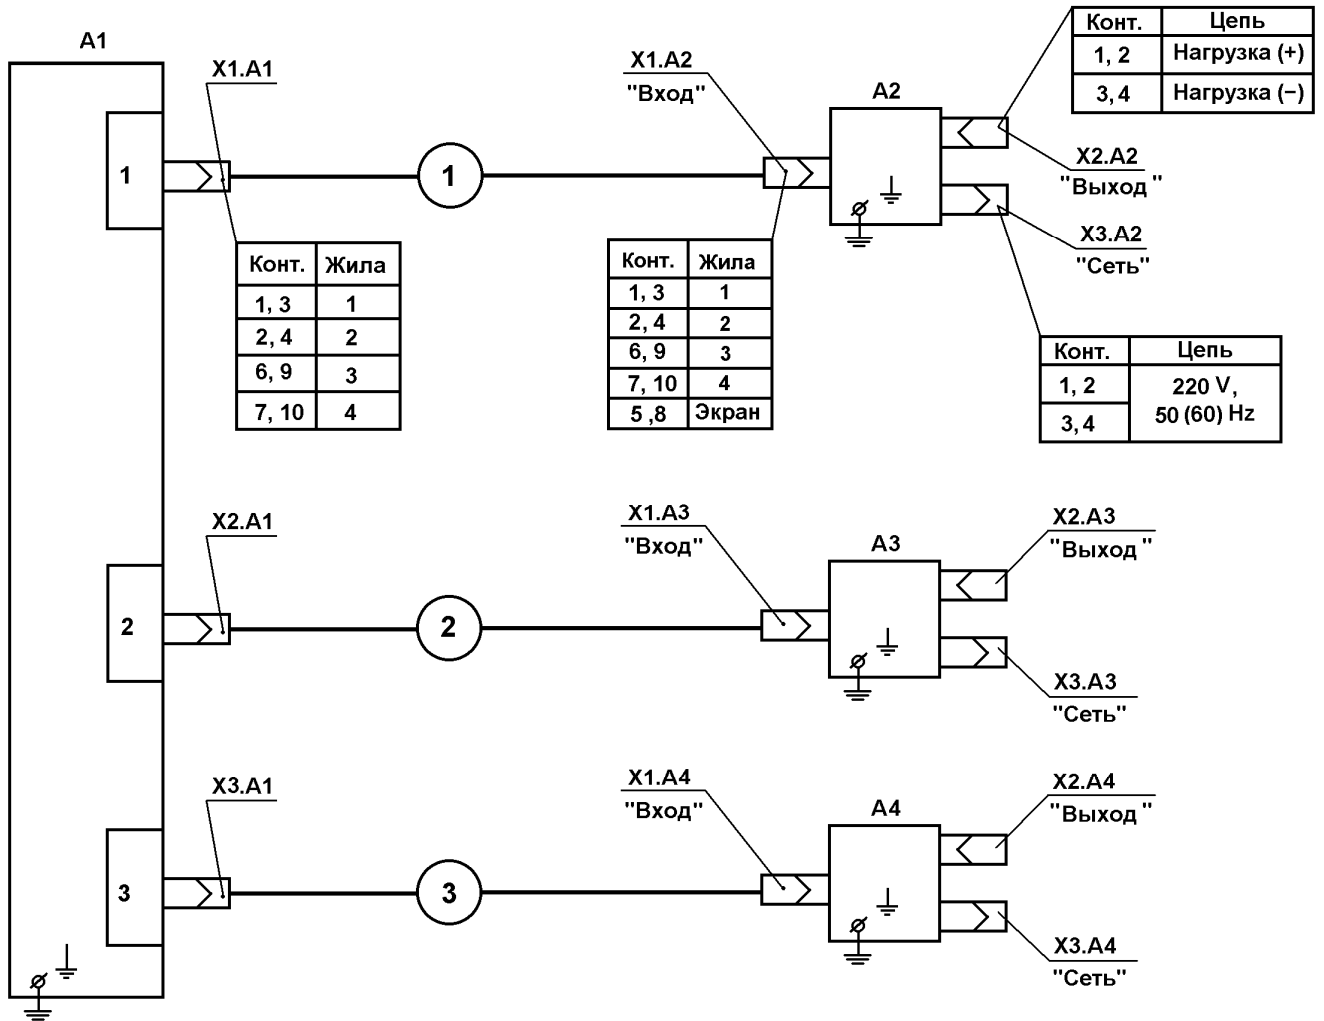 A1
1
X1.A1
Конт. Жила
1, 3 1
2, 4 2
6, 9 3
7, 10 4
1
X1.A2
"Вход"
Конт. Жила
1, 3 1
2, 4 2
6, 9 3
7, 10 4
5 ,8 Экран
A2
Конт. Цепь
1, 2 Нагрузка (+)
3, 4 Нагрузка (−)
X2.A2
"Выход "
X3.A2
"Сеть"
Конт. Цепь
1, 2 220 V,
3, 4 50 (60) Hz
2
X2.A1
2
X1.A3
"Вход"
A3
X2.A3
"Выход "
X3.A3
"Сеть"
3
X3.A1
3
X1.A4
"Вход"
A4
X2.A4
"Выход "
X3.A4
"Сеть"